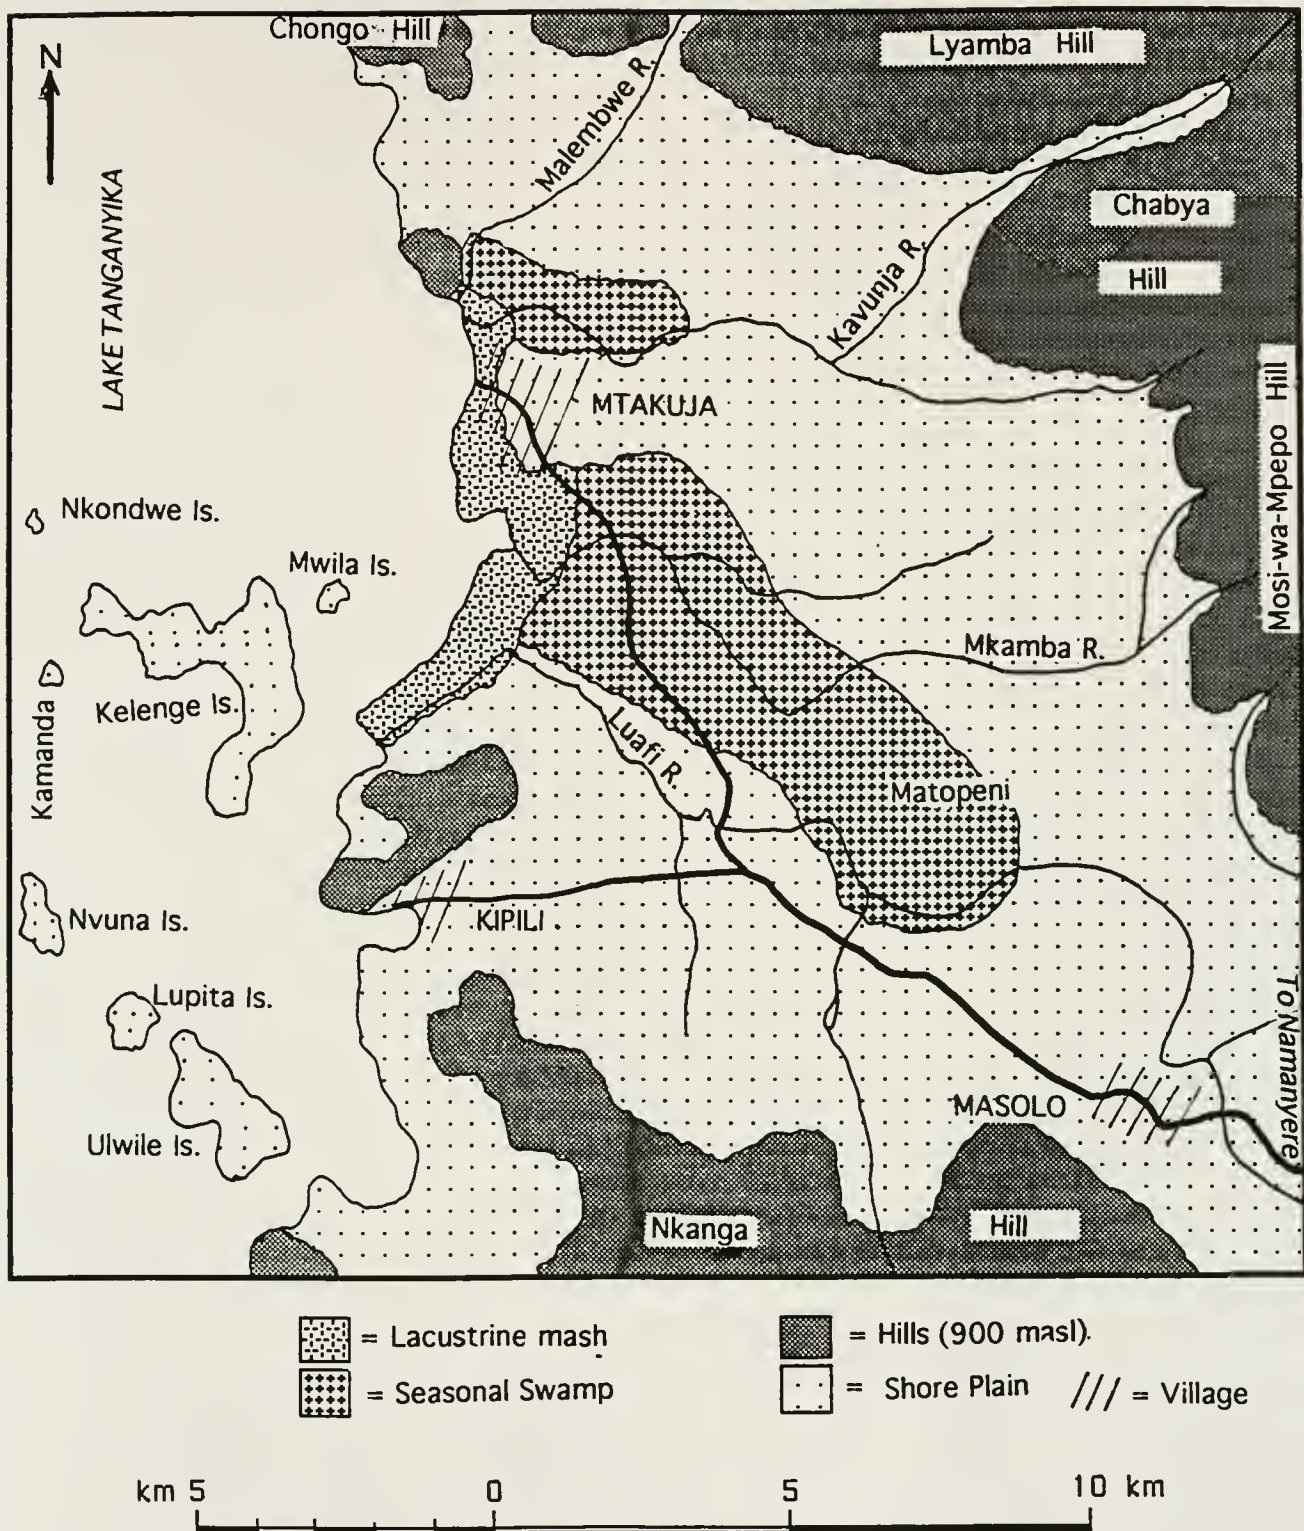 Chongo Hill
Lyamba Hill
N
Malembwe R.
LAKE TANGANYIKA
Chabya
Hill
Kavunja R.
MTAKUJA
Mosi-wa-Mpepo Hill
Nkondwe Is.
Mwila Is.
Mkamba R.
Kelenge Is.
Kamanda
Luafi R.
Matopeni
Nvuna Is.
KIPILI
Lupita Is.
To Namanyere
MASOLO
Ulwile Is.
Nkanga
Hill
= Lacustrine mash
= Hills (900 masl).
= Seasonal Swamp
= Shore Plain
= Village
km 5 0 5 10 km